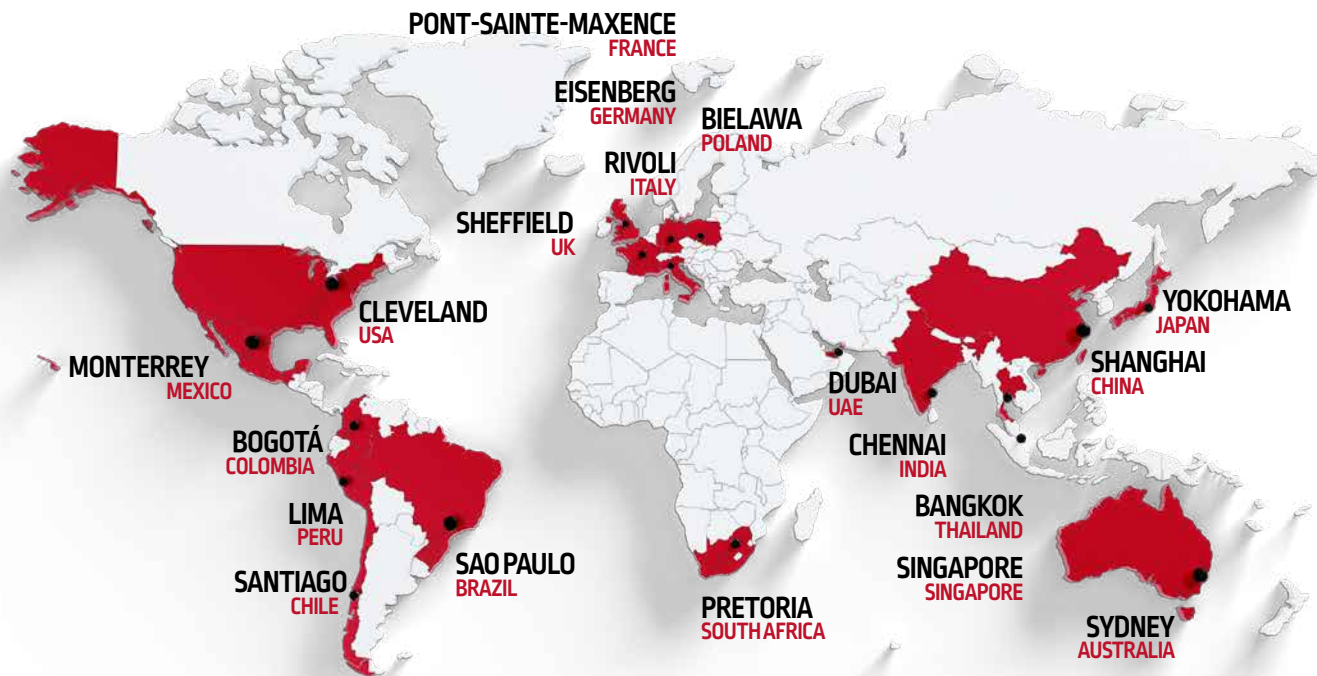 PONT-SAINTE-MAXENCE
FRANCE
EISENBERG
GERMANY
BIELAWA
POLAND
RIVOLI
ITALY
SHEFFIELD
UK
CLEVELAND
USA
MONTERREY
MEXICO
YOKOHAMA
JAPAN
SHANGHAI
CHINA
DUBAI
UAE
BOGOTÁ
COLOMBIA
CHENNAI
INDIA
LIMA
PERU
BANGKOK
THAILAND
SAO PAULO
BRAZIL
SANTIAGO
CHILE
SINGAPORE
SINGAPORE
PRETORIA
SOUTH AFRICA
SYDNEY
AUSTRALIA